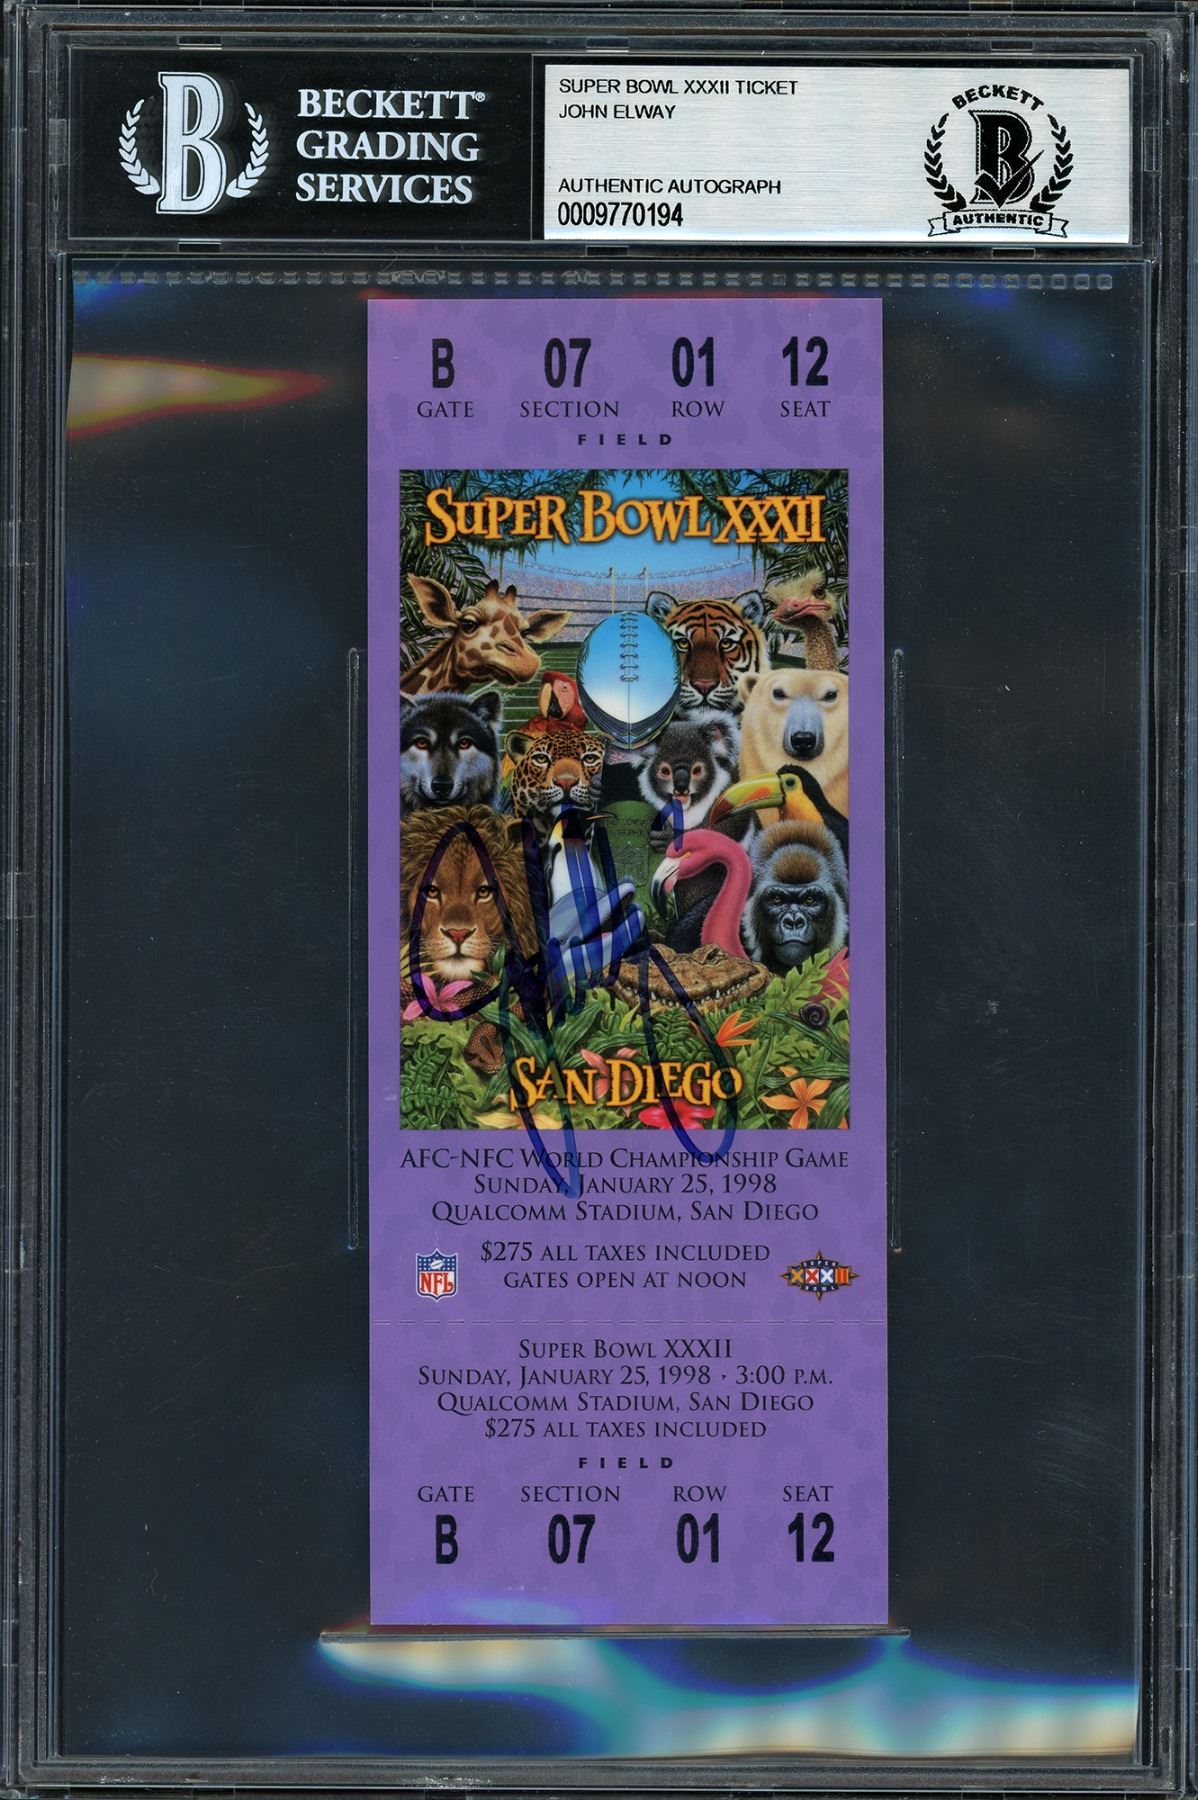 BECKETT®
GRADING
SERVICES
SUPER BOWL XXXII TICKET
JOHN ELWAY
AUTHENTIC AUTOGRAPH
0009770194
BECKETT
B
AUTHENTIC
B 07 01 12
GATE SECTION ROW SEAT
FIELD
SUPER BOWL XXXII
SAN DIEGO
AFC-NFC WORLD CHAMPIONSHIP GAME
SUNDAY, JANUARY 25, 1998
QUALCOMM STADIUM, SAN DIEGO
$275 ALL TAXES INCLUDED
GATES OPEN AT NOON
NFL
SUPER
XXXII
BOWL
SUPER BOWL XXXII
SUNDAY, JANUARY 25, 1998 · 3:00 P.M.
QUALCOMM STADIUM, SAN DIEGO
$275 ALL TAXES INCLUDED
FIELD
GATE SECTION ROW SEAT
B 07 01 12